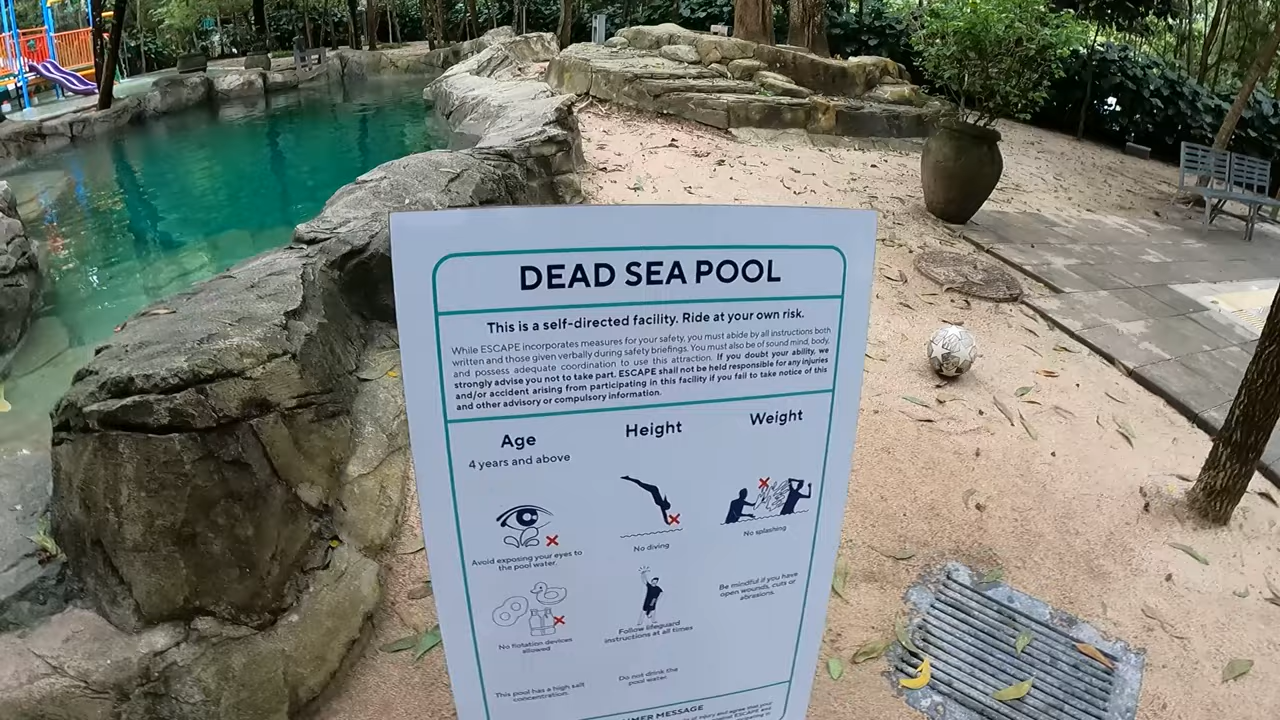 DEAD SEA POOL
This is a self-directed facility. Ride at your own risk.
While ESCAPE incorporates measures for your safety, you must abide by all instructions both
written and those given verbally during safety briefings. You must also be of sound mind, body,
and possess adequate coordination to use this attraction. If you doubt your ability, we
strongly advise you not to take part. ESCAPE shall not be held responsible for any injuries
and/or accident arising from participating in this facility if you fail to take notice of this
and other advisory or compulsory information.
Age
Height
Weight
4 years and above
Avoid exposing your eyes to
the pool water.
No diving
No splashing
No flotation devices
allowed
Follow lifeguard
instructions at all times
Be mindful if you have
open wounds, cuts or
abrasions.
This pool has a high salt
concentration.
Do not drink the
pool water.
MESSAGE
of injury and agree that your